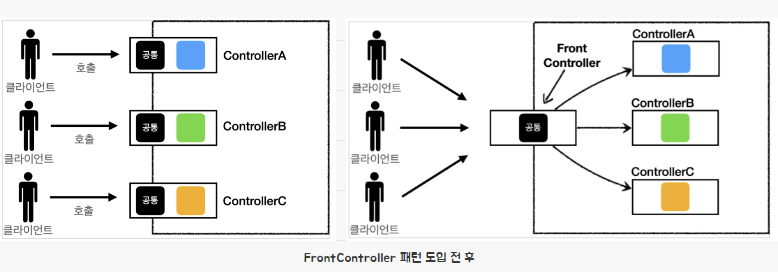 공통
ControllerA
호출
클라이언트
공통
ControllerB
호출
클라이언트
공통
ControllerC
호출
클라이언트
Front
Controller
클라이언트
클라이언트
클라이언트
공통
ControllerA
ControllerB
ControllerC
FrontController 패턴 도입 전 후